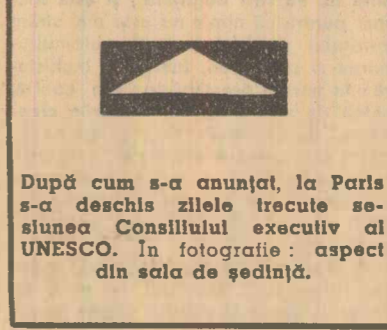 După cum s-a anunțat, la Paris
s-a deschis zilele trecute se-
siunea Consiliului executiv al
UNESCO. În fotografie : aspect
din sala de ședință.